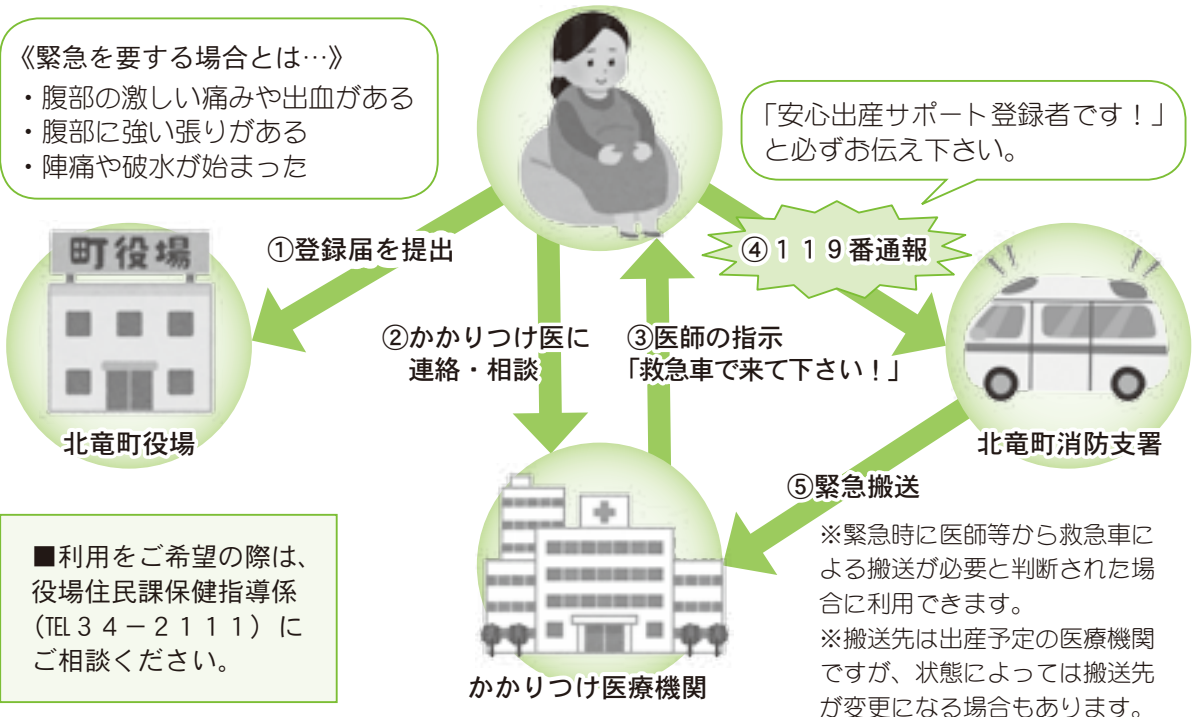 《緊急を要する場合とは…》
・腹部の激しい痛みや出血がある
・腹部に強い張りがある
・陣痛や破水が始まった
「安心出産サポート登録者です！」
と必ずお伝え下さい。
町役場
①登録届を提出
④１１９番通報
②かかりつけ医に
連絡・相談
③医師の指示
「救急車で来て下さい！」
北竜町役場
北竜町消防支署
⑤緊急搬送
■利用をご希望の際は、
役場住民課保健指導係
（℡３４－２１１１）に
ご相談ください。
かかりつけ医療機関
※緊急時に医師等から救急車に
よる搬送が必要と判断された場
合に利用できます。
※搬送先は出産予定の医療機関
ですが、状態によっては搬送先
が変更になる場合もあります。